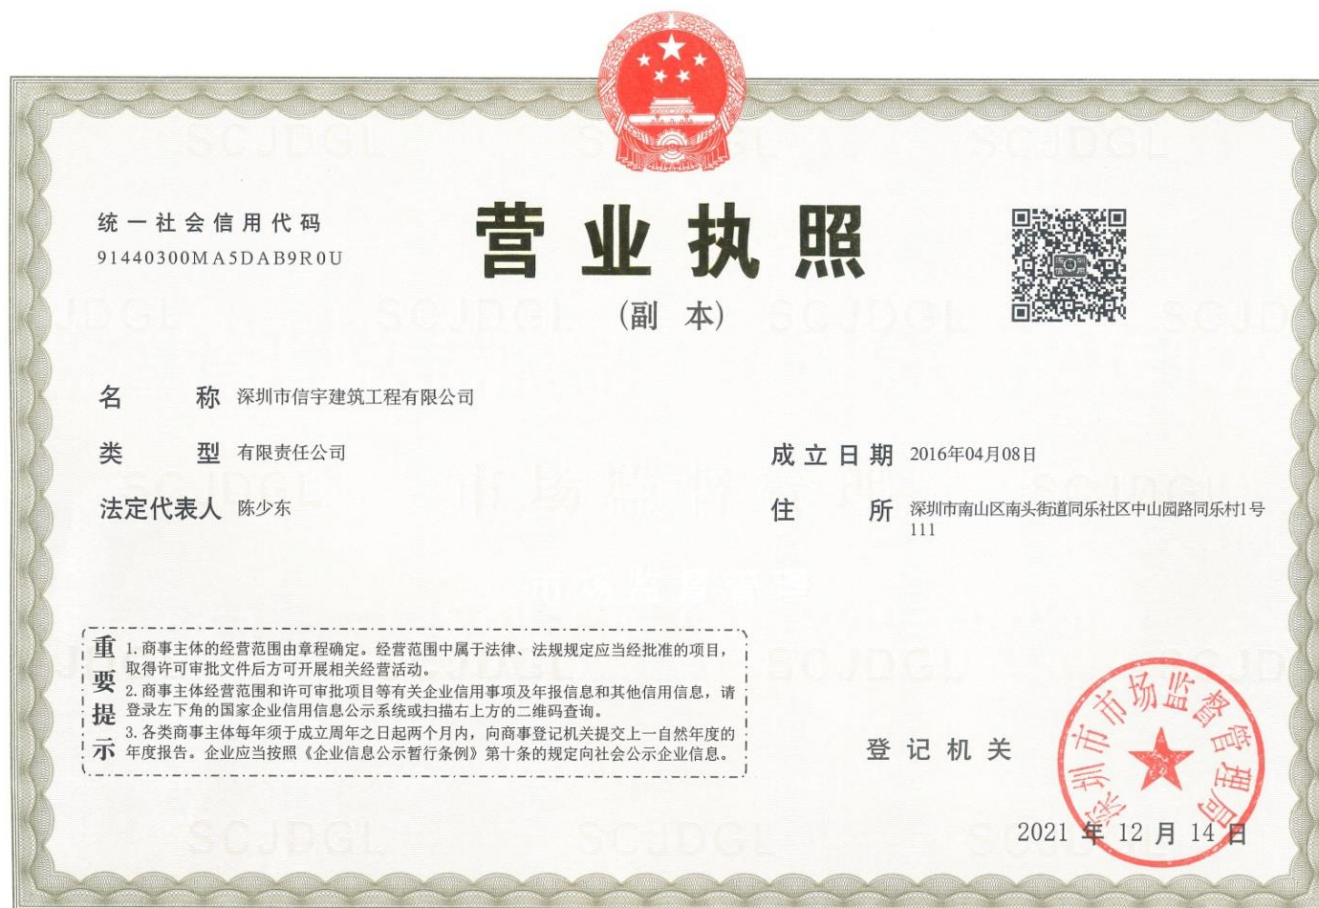 统一社会信用代码
91440300MA5DAB9R0U
营业执照
(副 本)
名 称 深圳市信宇建筑工程有限公司
类 型 有限责任公司
成立日期 2016年04月08日
法定代表人 陈少东
住 所 深圳市南山区南头街道同乐社区中山园路同乐村1号
111
重要提示
1. 商事主体的经营范围由章程确定。经营范围中属于法律、法规规定应当经批准的项目，
取得许可审批文件后方可开展相关经营活动。
2. 商事主体经营范围和许可审批项目等有关企业信用事项及年报信息和其他信用信息，请
登录左下角的国家企业信用信息公示系统或扫描右上方的二维码查询。
3. 各类商事主体每年须于成立周年之日起两个月内，向商事登记机关提交上一自然年度的
年度报告。企业应当按照《企业信息公示暂行条例》第十条的规定向社会公示企业信息。
登记机关
深圳市市场监督管理局
2021 年 12 月 14 日
SCJDGL